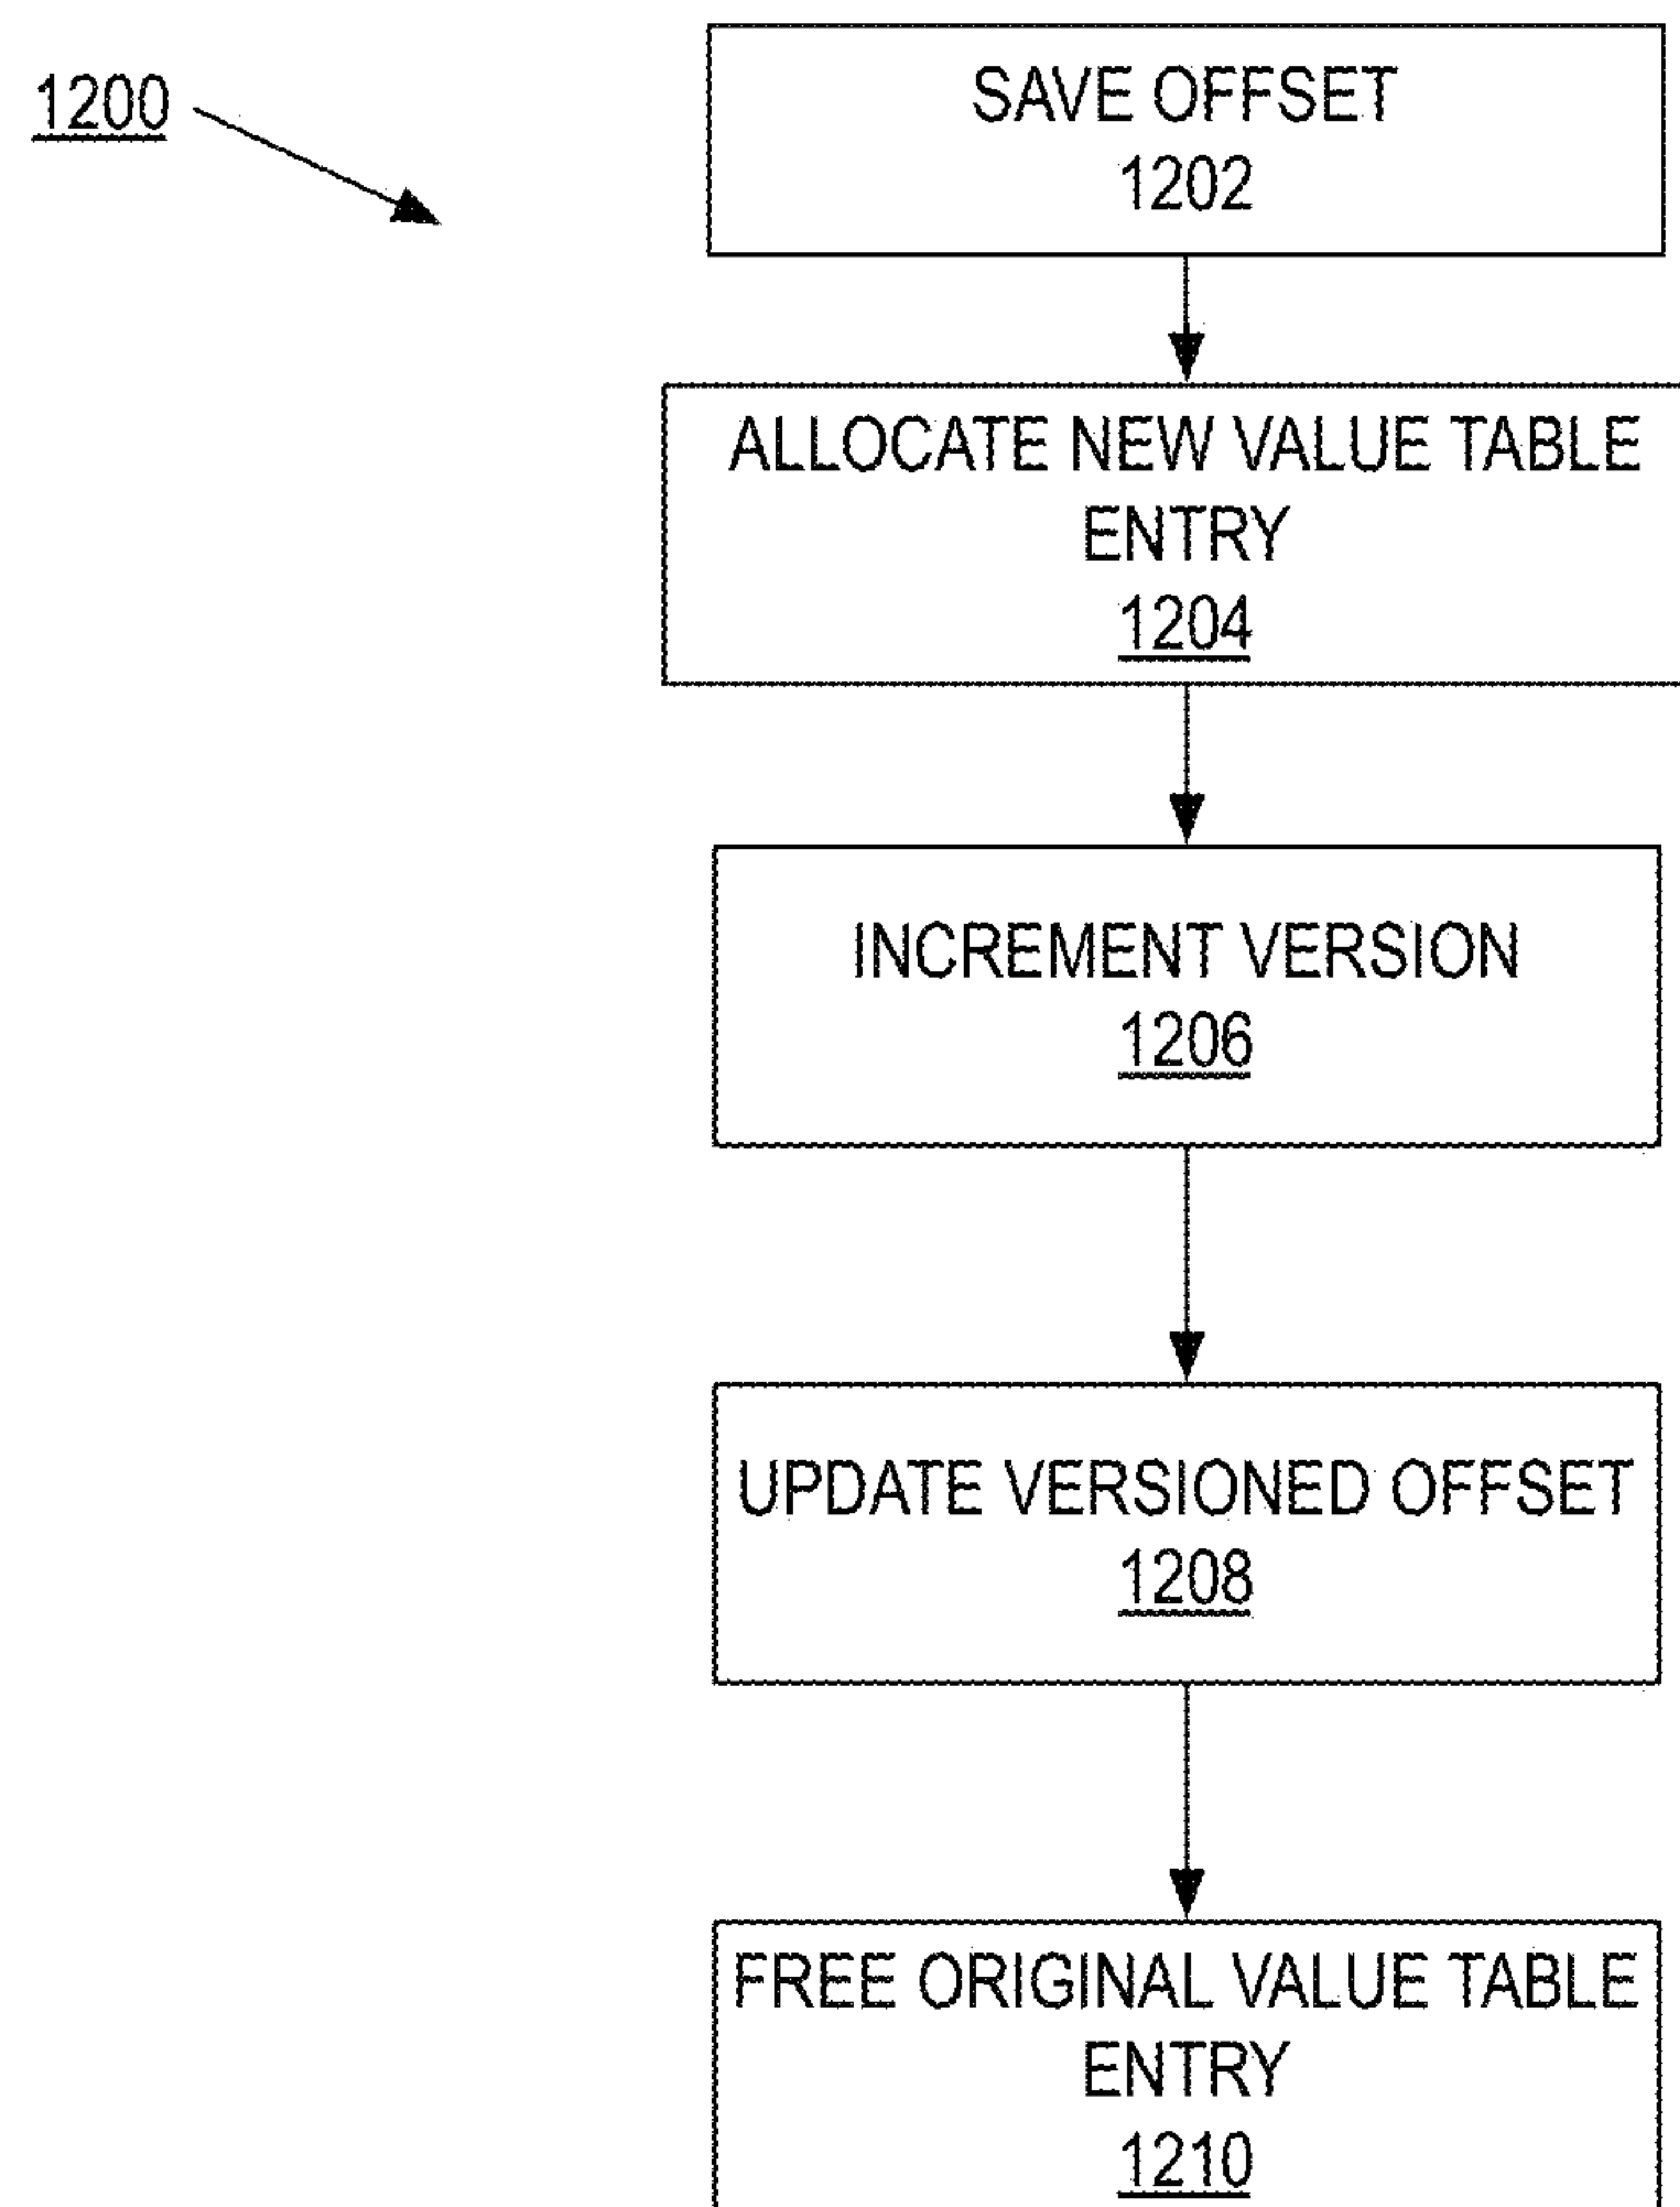 1200
SAVE OFFSET
1202
ALLOCATE NEW VALUE TABLE
ENTRY
1204
INCREMENT VERSION
1206
UPDATE VERSIONED OFFSET
1208
FREE ORIGINAL VALUE TABLE
ENTRY
1210